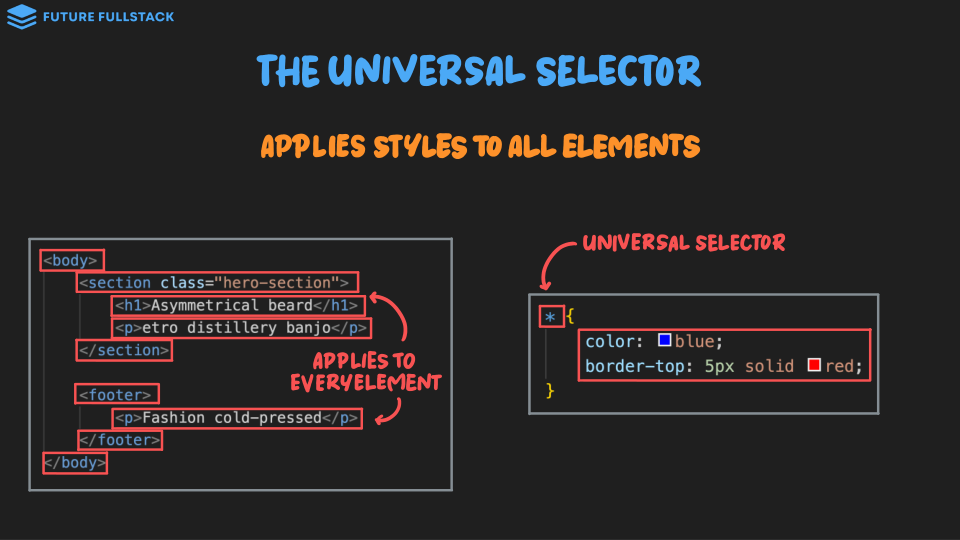 FUTURE FULLSTACK
THE UNIVERSAL SELECTOR
APPLIES STYLES TO ALL ELEMENTS
<body>
<section class="hero-section">
<h1>Asymmetrical beard</h1>
<p>etro distillery banjo</p>
</section>
<footer>
<p>Fashion cold-pressed</p>
</footer>
</body>
APPLIES TO
EVERY ELEMENT
UNIVERSAL SELECTOR
* {
color: blue;
border-top: 5px solid red;
}